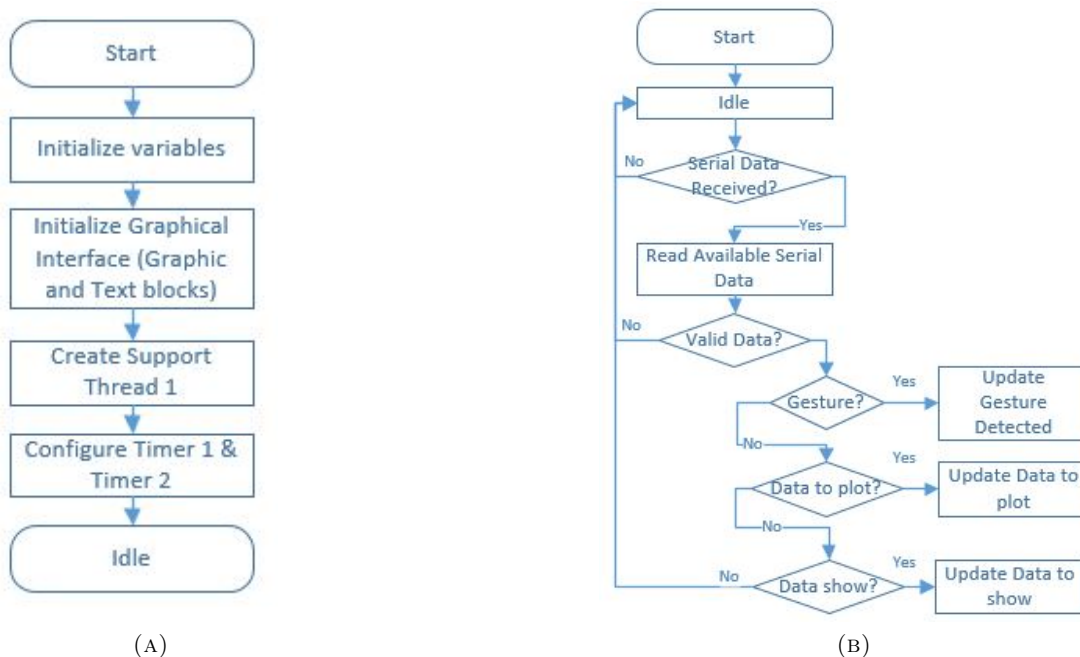 Start
Initialize variables
Initialize Graphical
Interface (Graphic
and Text blocks)
Create Support
Thread 1
Configure Timer 1 &
Timer 2
Idle
(A)
Start
Idle
No
Serial Data
Received?
Yes
Read Available Serial
Data
No
Valid Data?
Gesture?
Yes
Update
Gesture
Detected
No
Data to plot?
Yes
Update Data to
plot
No
Data show?
Yes
Update Data to
show
No
(B)